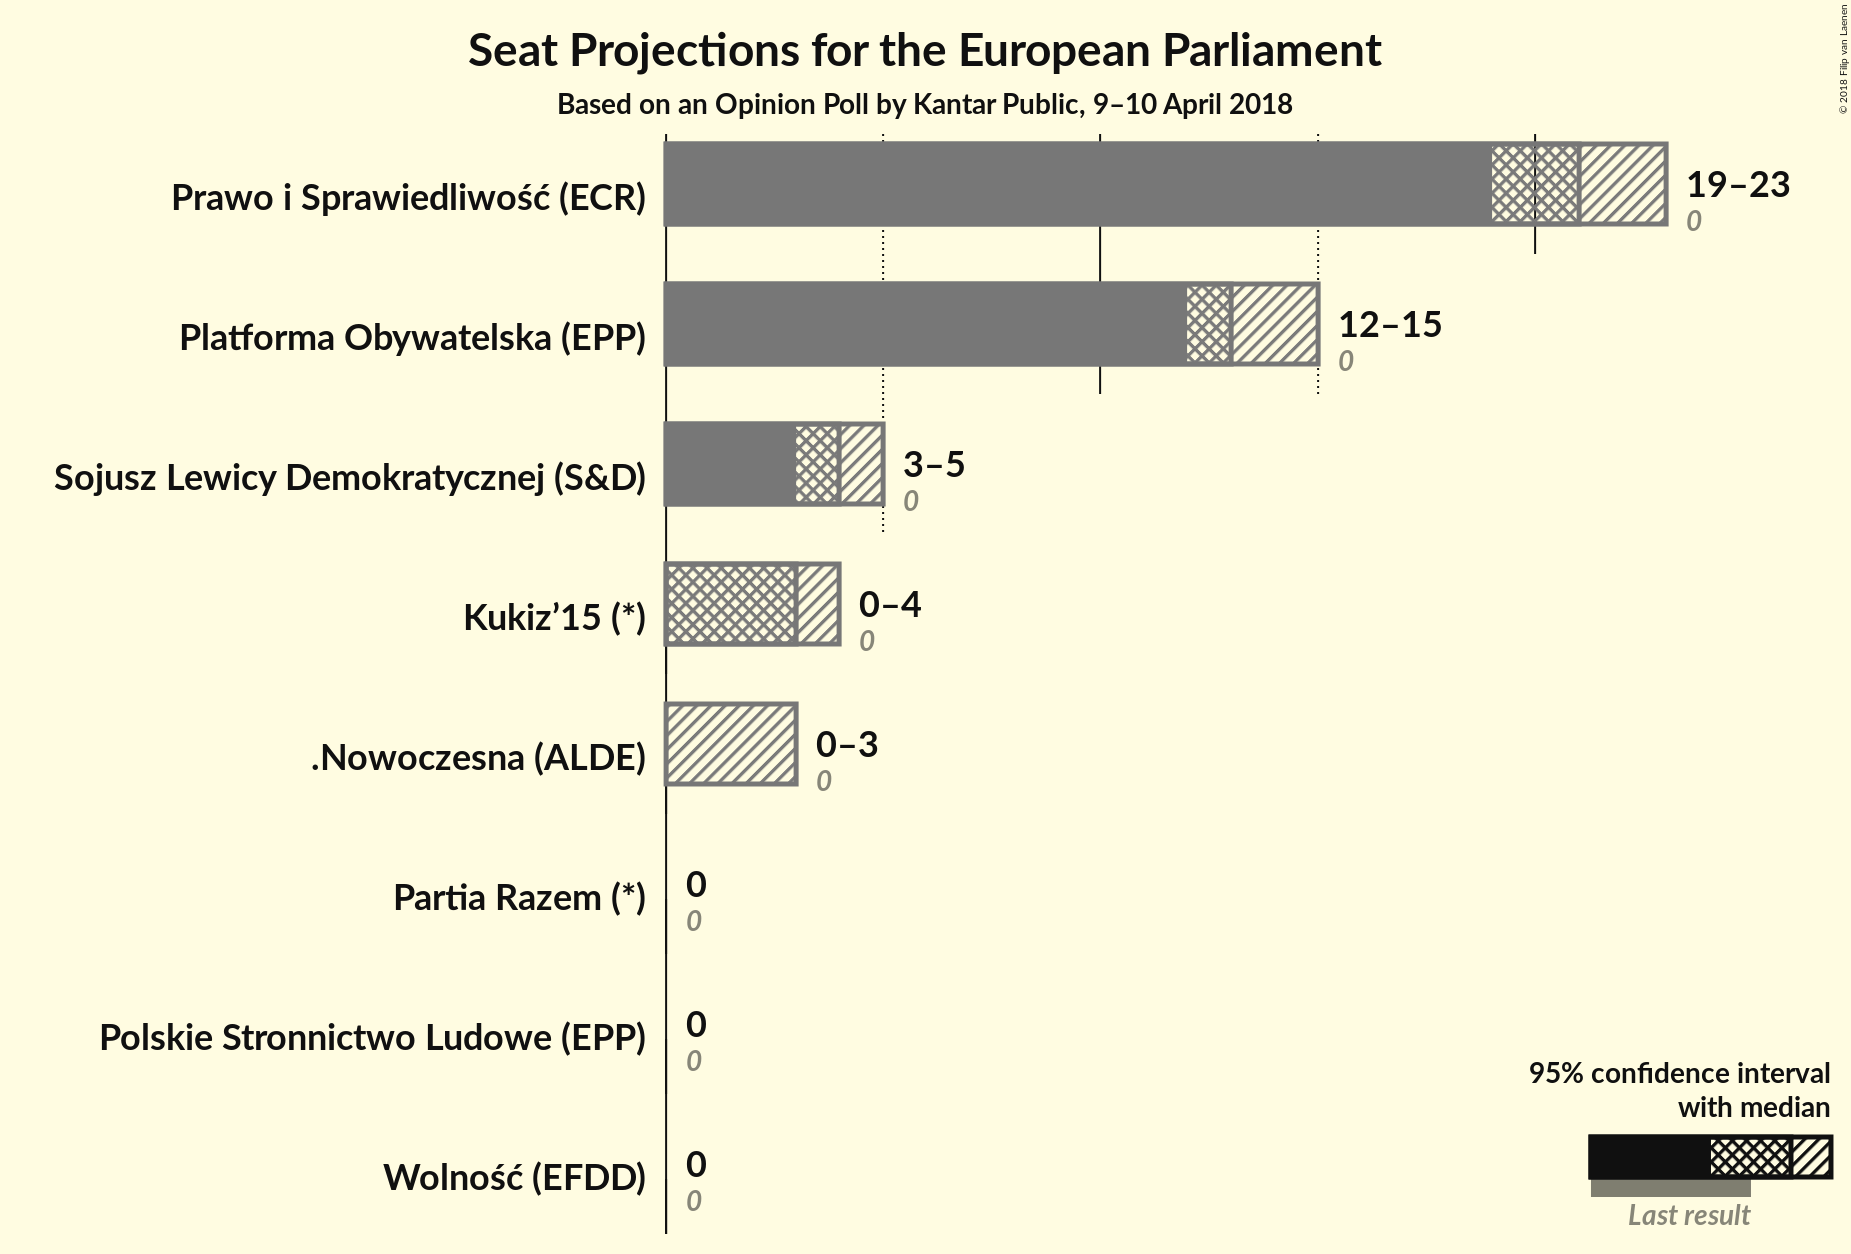 Seat Projections for the European Parliament
Based on an Opinion Poll by Kantar Public, 9–10 April 2018
© 2018 Filip van Laenen
Prawo i Sprawiedliwość (ECR)
19–23
0
Platforma Obywatelska (EPP)
12–15
0
Sojusz Lewicy Demokratycznej (S&D)
3–5
0
Kukiz’15 (*)
0–4
0
.Nowoczesna (ALDE)
0–3
0
Partia Razem (*)
0
0
Polskie Stronnictwo Ludowe (EPP)
0
0
Wolność (EFDD)
0
0
95% confidence interval
with median
Last result